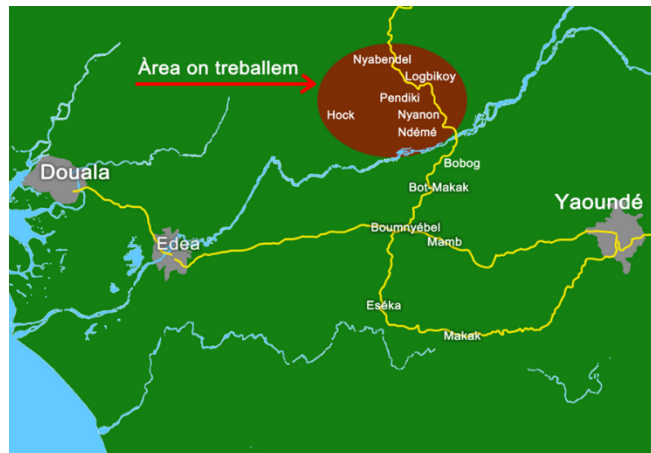 Nyabendel
Àrea on treballem
Logbikoy
Pendiki
Hock
Nyanon
Ndémé
Bobog
Douala
Bot-Makak
Yaoundé
Boumnyébel
Edea
Mamb
Eséka
Makak